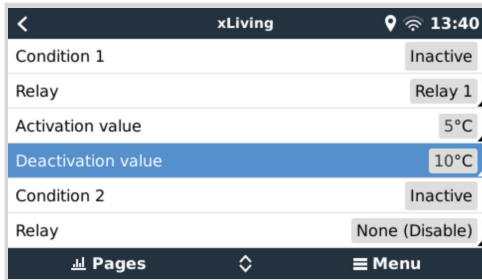 xLiving 13:40
Condition 1 Inactive
Relay Relay 1
Activation value 5°C
Deactivation value 10°C
Condition 2 Inactive
Relay None (Disable)
Pages Menu